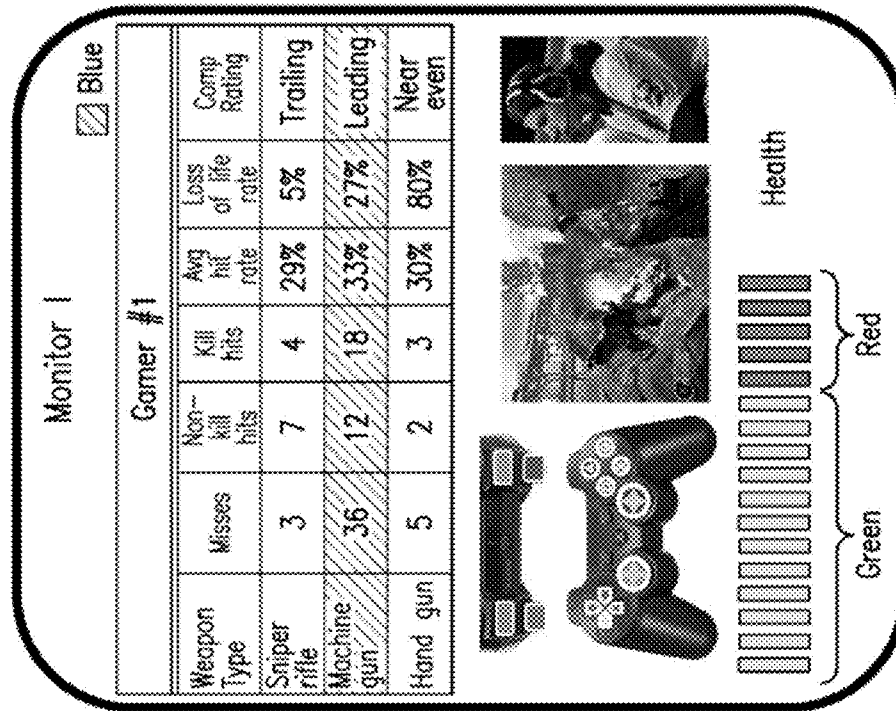 Monitor 1
Blue
Gamer #1
Weapon Type Misses Non-kill hits Kill hits Avg hit rate Loss of life rate Comp Rating
Sniper rifle 3 7 4 29% 5% Trailing
Machine gun 36 12 18 33% 27% Leading
Hand gun 5 2 3 30% 80% Near even
Health
Green Red